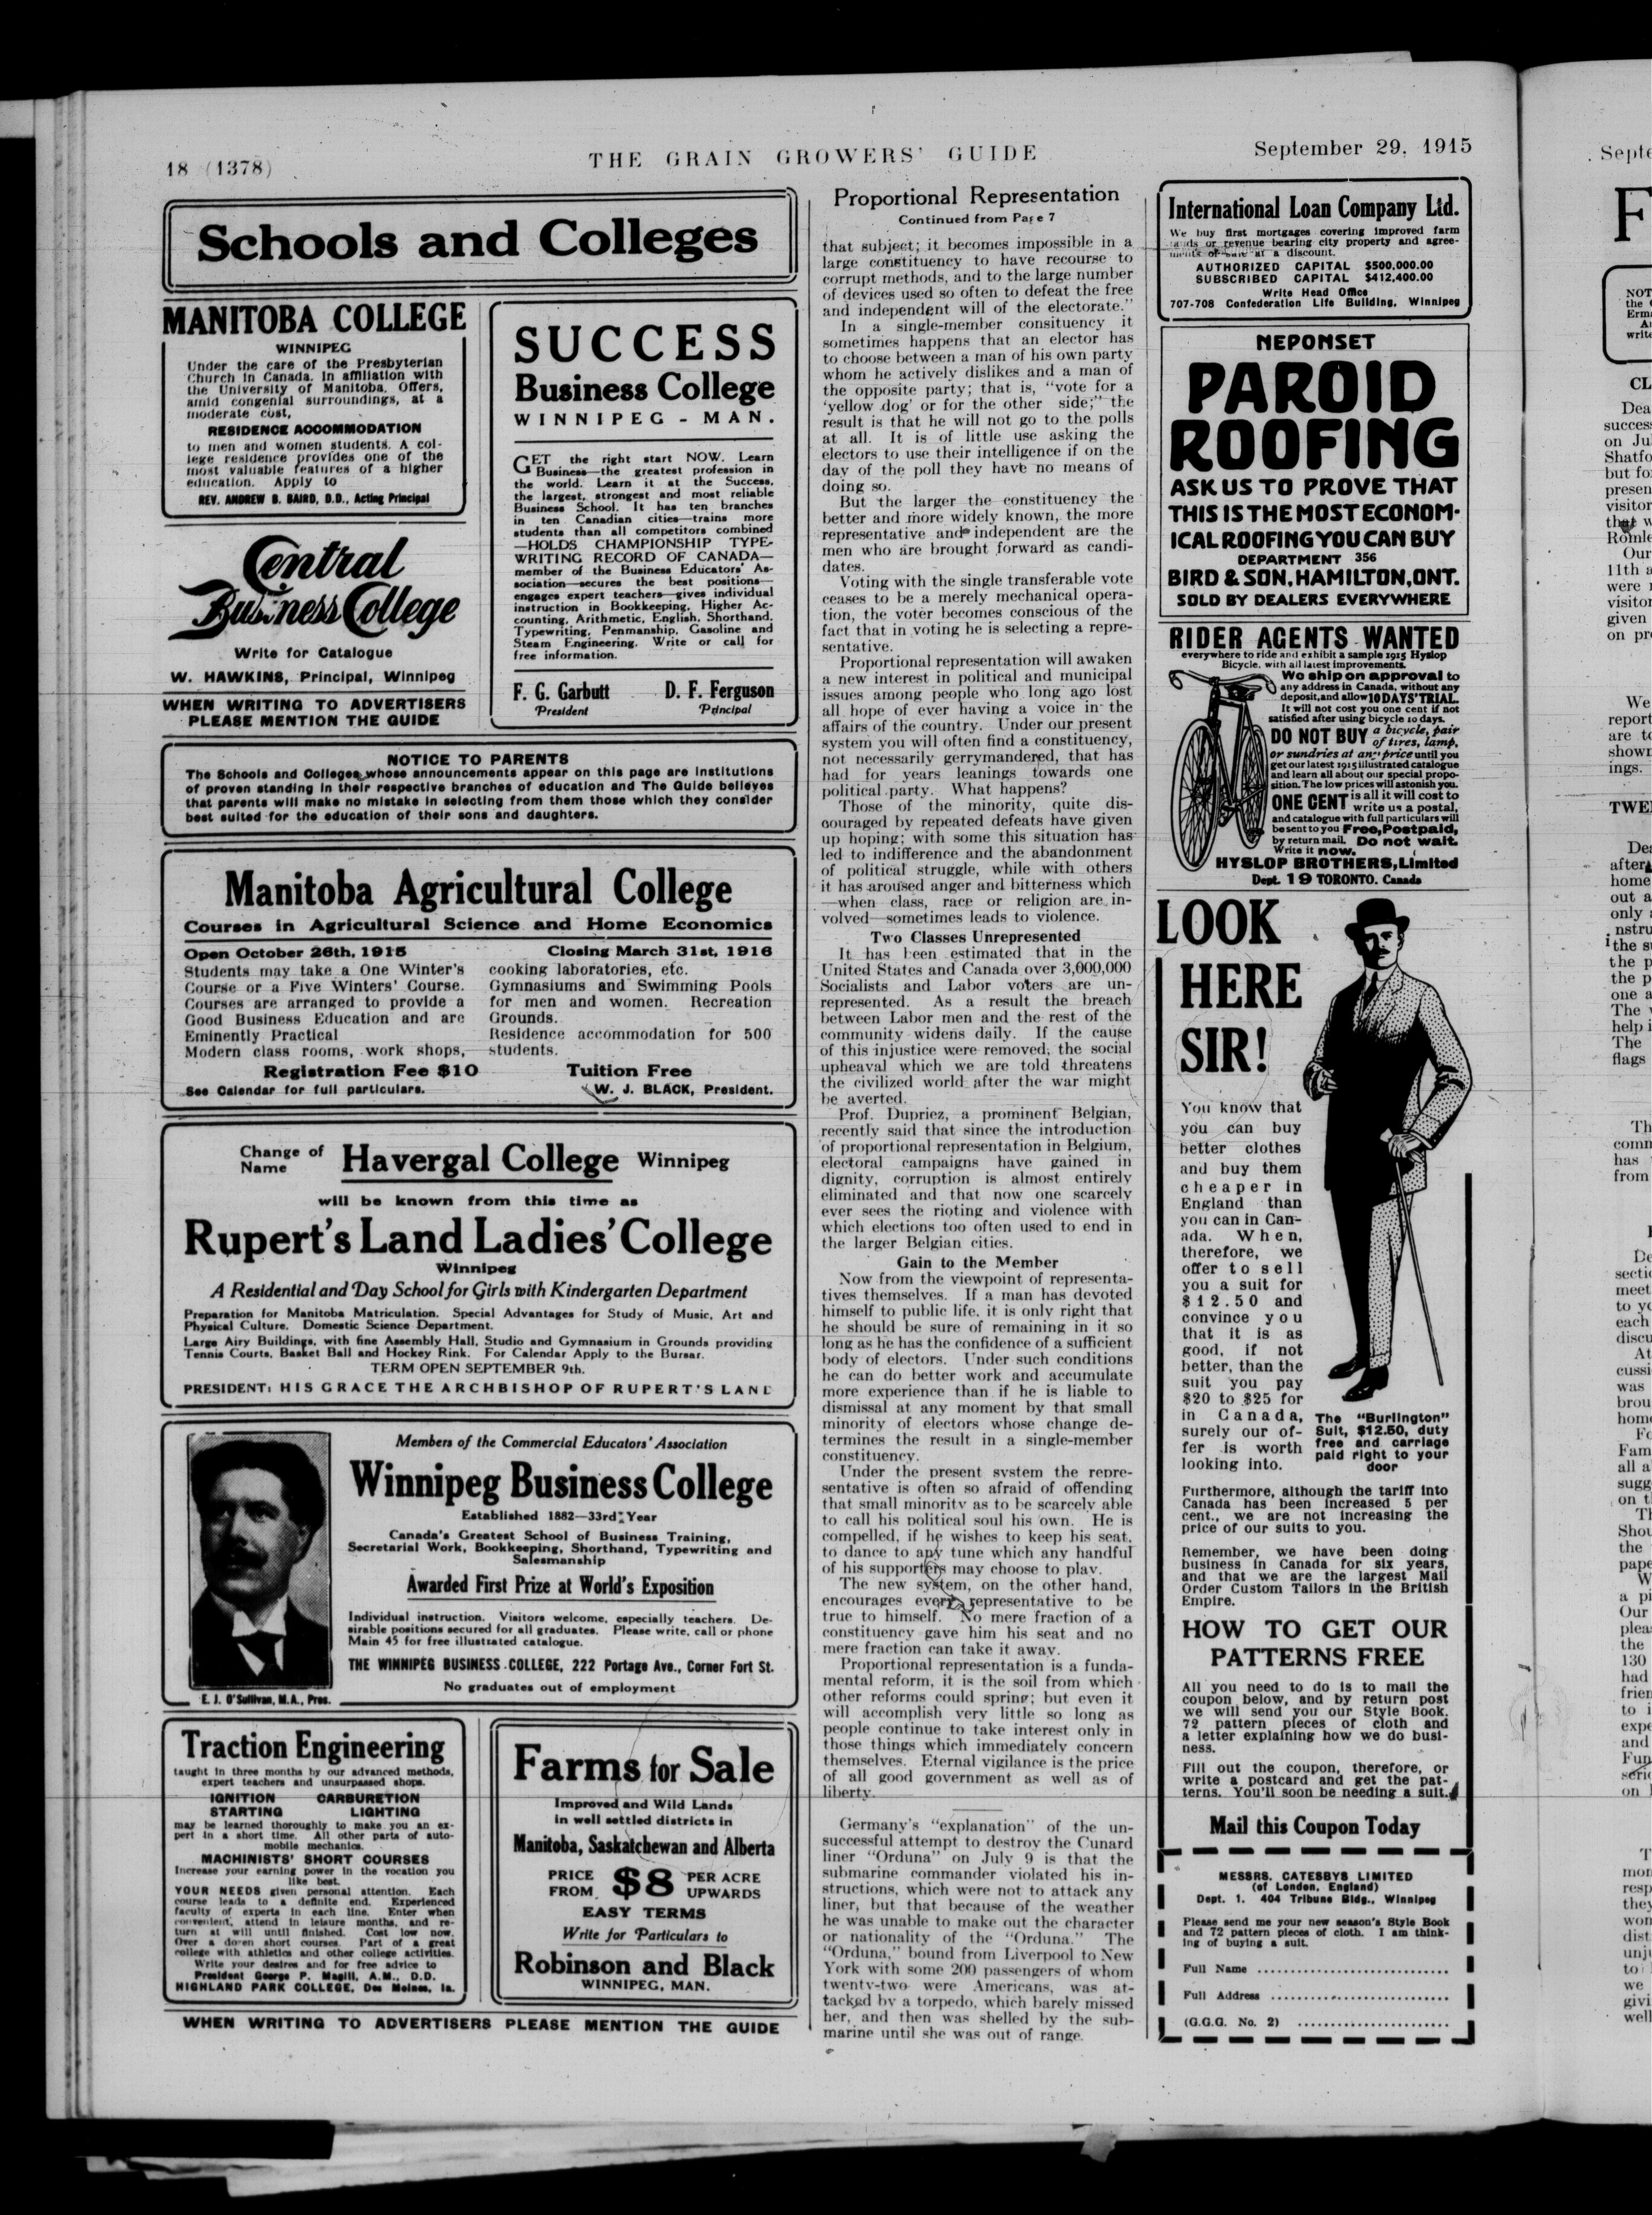 18 (1378)
THE GRAIN GROWERS' GUIDE
September 29, 1915
Schools and Colleges
MANITOBA COLLEGE
WINNIPEG
Under the care of the Presbyterian
Church in Canada. In affiliation with
the University of Manitoba. Offers,
amid congenial surroundings, at a
moderate cost,
RESIDENCE ACCOMMODATION
to men and women students. A col-
lege residence provides one of the
most valuable features of a higher
education. Apply to
REV. ANDREW B. BAIRD, D.D., Acting Principal
Central
Business College
Write for Catalogue
W. HAWKINS, Principal, Winnipeg
WHEN WRITING TO ADVERTISERS
PLEASE MENTION THE GUIDE
SUCCESS
Business College
WINNIPEG - MAN.
GET the right start NOW. Learn
Business—the greatest profession in
the world. Learn it at the Success,
the largest, strongest and most reliable
Business School. It has ten branches
in ten Canadian cities—trains more
students than all competitors combined
—HOLDS CHAMPIONSHIP TYPE-
WRITING RECORD OF CANADA—
member of the Business Educators' As-
sociation—secures the best positions—
engages expert teachers—gives individual
instruction in Bookkeeping, Higher Ac-
counting, Arithmetic, English, Shorthand,
Typewriting, Penmanship, Gasoline and
Steam Engineering. Write or call for
free information.
F. G. Garbutt D. F. Ferguson
President Principal
NOTICE TO PARENTS
The Schools and Colleges whose announcements appear on this page are institutions
of proven standing in their respective branches of education and The Guide believes
that parents will make no mistake in selecting from them those which they consider
best suited for the education of their sons and daughters.
Manitoba Agricultural College
Courses in Agricultural Science and Home Economics
Open October 26th, 1915 Closing March 31st, 1916
Students may take a One Winter's
Course or a Five Winters' Course.
Courses are arranged to provide a
Good Business Education and are
Eminently Practical
Modern class rooms, work shops,
cooking laboratories, etc.
Gymnasiums and Swimming Pools
for men and women. Recreation
Grounds.
Residence accommodation for 500
students.
Registration Fee $10 Tuition Free
See Calendar for full particulars. W. J. BLACK, President.
Change of
Name
Havergal College Winnipeg
will be known from this time as
Rupert's Land Ladies' College
Winnipeg
A Residential and Day School for Girls with Kindergarten Department
Preparation for Manitoba Matriculation. Special Advantages for Study of Music, Art and
Physical Culture. Domestic Science Department.
Large Airy Buildings, with fine Assembly Hall, Studio and Gymnasium in Grounds providing
Tennis Courts, Basket Ball and Hockey Rink. For Calendar Apply to the Bursar.
TERM OPEN SEPTEMBER 9th.
PRESIDENT: HIS GRACE THE ARCHBISHOP OF RUPERT'S LAND
Members of the Commercial Educators' Association
Winnipeg Business College
Established 1882—33rd Year
Canada's Greatest School of Business Training,
Secretarial Work, Bookkeeping, Shorthand, Typewriting and
Salesmanship
Awarded First Prize at World's Exposition
Individual instruction. Visitors welcome, especially teachers. De-
sirable positions secured for all graduates. Please write, call or phone
Main 45 for free illustrated catalogue.
THE WINNIPEG BUSINESS COLLEGE, 222 Portage Ave., Corner Fort St.
No graduates out of employment
E. J. O'Sullivan, M.A., Pres.
Traction Engineering
taught in three months by our advanced methods,
expert teachers and unsurpassed shops.
IGNITION CARBURETION
STARTING LIGHTING
may be learned thoroughly to make you an ex-
pert in a short time. All other parts of auto-
mobile mechanics.
MACHINISTS' SHORT COURSES
Increase your earning power in the vocation you
like best.
YOUR NEEDS given personal attention. Each
course leads to a definite end. Experienced
faculty of experts in each line. Enter when
convenient, attend in leisure months, and re-
turn at will until finished. Cost low now.
Over a dozen short courses. Part of a great
college with athletics and other college activities.
Write your desires and for free advice to
President George P. Magill, A.M., D.D.
HIGHLAND PARK COLLEGE, Des Moines, Ia.
Farms for Sale
Improved and Wild Lands
in well settled districts in
Manitoba, Saskatchewan and Alberta
PRICE
FROM
$8
PER ACRE
UPWARDS
EASY TERMS
Write for Particulars to
Robinson and Black
WINNIPEG, MAN.
WHEN WRITING TO ADVERTISERS PLEASE MENTION THE GUIDE
Proportional Representation
Continued from Page 7
that subject; it becomes impossible in a
large constituency to have recourse to
corrupt methods, and to the large number
of devices used so often to defeat the free
and independent will of the electorate."
In a single-member consituency it
sometimes happens that an elector has
to choose between a man of his own party
whom he actively dislikes and a man of
the opposite party; that is, "vote for a
'yellow dog' or for the other side;" the
result is that he will not go to the polls
at all. It is of little use asking the
electors to use their intelligence if on the
day of the poll they have no means of
doing so.
But the larger the constituency the
better and more widely known, the more
representative and independent are the
men who are brought forward as candi-
dates.
Voting with the single transferable vote
ceases to be a merely mechanical opera-
tion, the voter becomes conscious of the
fact that in voting he is selecting a repre-
sentative.
Proportional representation will awaken
a new interest in political and municipal
issues among people who long ago lost
all hope of ever having a voice in the
affairs of the country. Under our present
system you will often find a constituency,
not necessarily gerrymandered, that has
had for years leanings towards one
political party. What happens?
Those of the minority, quite dis-
couraged by repeated defeats have given
up hoping; with some this situation has
led to indifference and the abandonment
of political struggle, while with others
it has aroused anger and bitterness which
—when class, race or religion are in-
volved—sometimes leads to violence.
Two Classes Unrepresented
It has been estimated that in the
United States and Canada over 3,000,000
Socialists and Labor voters are un-
represented. As a result the breach
between Labor men and the rest of the
community widens daily. If the cause
of this injustice were removed, the social
upheaval which we are told threatens
the civilized world after the war might
be averted.
Prof. Dupriez, a prominent Belgian,
recently said that since the introduction
of proportional representation in Belgium,
electoral campaigns have gained in
dignity, corruption is almost entirely
eliminated and that now one scarcely
ever sees the rioting and violence with
which elections too often used to end in
the larger Belgian cities.
Gain to the Member
Now from the viewpoint of representa-
tives themselves. If a man has devoted
himself to public life, it is only right that
he should be sure of remaining in it so
long as he has the confidence of a sufficient
body of electors. Under such conditions
he can do better work and accumulate
more experience than if he is liable to
dismissal at any moment by that small
minority of electors whose change de-
termines the result in a single-member
constituency.
Under the present system the repre-
sentative is often so afraid of offending
that small minority as to be scarcely able
to call his political soul his own. He is
compelled, if he wishes to keep his seat,
to dance to any tune which any handful
of his supporters may choose to play.
The new system, on the other hand,
encourages every representative to be
true to himself. No mere fraction of a
constituency gave him his seat and no
mere fraction can take it away.
Proportional representation is a funda-
mental reform, it is the soil from which
other reforms could spring; but even it
will accomplish very little so long as
people continue to take interest only in
those things which immediately concern
themselves. Eternal vigilance is the price
of all good government as well as of
liberty.
Germany's "explanation" of the un-
successful attempt to destroy the Cunard
liner "Orduna" on July 9 is that the
submarine commander violated his in-
structions, which were not to attack any
liner, but that because of the weather
he was unable to make out the character
or nationality of the "Orduna." The
"Orduna," bound from Liverpool to New
York with some 200 passengers of whom
twenty-two were Americans, was at-
tacked by a torpedo, which barely missed
her, and then was shelled by the sub-
marine until she was out of range.
International Loan Company Ltd.
We buy first mortgages covering improved farm
lands or revenue bearing city property and agree-
ments of sale at a discount.
AUTHORIZED CAPITAL $500,000.00
SUBSCRIBED CAPITAL $412,400.00
Write Head Office
707-708 Confederation Life Building, Winnipeg
NEPONSET
PAROID
ROOFING
ASK US TO PROVE THAT
THIS IS THE MOST ECONOM-
ICAL ROOFING YOU CAN BUY
DEPARTMENT 356
BIRD & SON, HAMILTON, ONT.
SOLD BY DEALERS EVERYWHERE
RIDER AGENTS WANTED
everywhere to ride and exhibit a sample 1915 Hyslop
Bicycle, with all latest improvements.
We ship on approval to
any address in Canada, without any
deposit, and allow 10 DAYS' TRIAL.
It will not cost you one cent if not
satisfied after using bicycle 10 days.
DO NOT BUY a bicycle, pair
of tires, lamp,
or sundries at any price until you
get our latest 1915 illustrated catalogue
and learn all about our special propo-
sition. The low prices will astonish you.
ONE CENT is all it will cost to
write us a postal,
and catalogue with full particulars will
be sent to you Free, Postpaid,
by return mail. Do not wait.
Write it now.
HYSLOP BROTHERS, Limited
Dept. 19 TORONTO. Canada
LOOK
HERE
SIR!
You know that
you can buy
better clothes
and buy them
cheaper in
England than
you can in Can-
ada. When,
therefore, we
offer to sell
you a suit for
$12.50 and
convince you
that it is as
good, if not
better, than the
suit you pay
$20 to $25 for
in Canada,
surely our of-
fer is worth
looking into.
The "Burlington"
Suit, $12.50, duty
free and carriage
paid right to your
door
Furthermore, although the tariff into
Canada has been increased 5 per
cent., we are not increasing the
price of our suits to you.
Remember, we have been doing
business in Canada for six years,
and that we are the largest Mail
Order Custom Tailors in the British
Empire.
HOW TO GET OUR
PATTERNS FREE
All you need to do is to mail the
coupon below, and by return post
we will send you our Style Book.
72 pattern pieces of cloth and
a letter explaining how we do busi-
ness.
Fill out the coupon, therefore, or
write a postcard and get the pat-
terns. You'll soon be needing a suit.
Mail this Coupon Today
MESSRS. CATESBYS LIMITED
(of London, England)
Dept. 1. 404 Tribune Bldg., Winnipeg
Please send me your new season's Style Book
and 72 pattern pieces of cloth. I am think-
ing of buying a suit.
Full Name
Full Address
(G.G.G. No. 2)